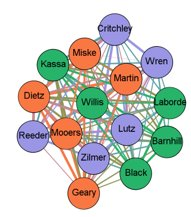 Critchley
Miske
Wren
Kassa
Martin
Dietz
Willis
Laborde
Reeder
Mooers
Lutz
Barnhill
Zilmer
Black
Geary